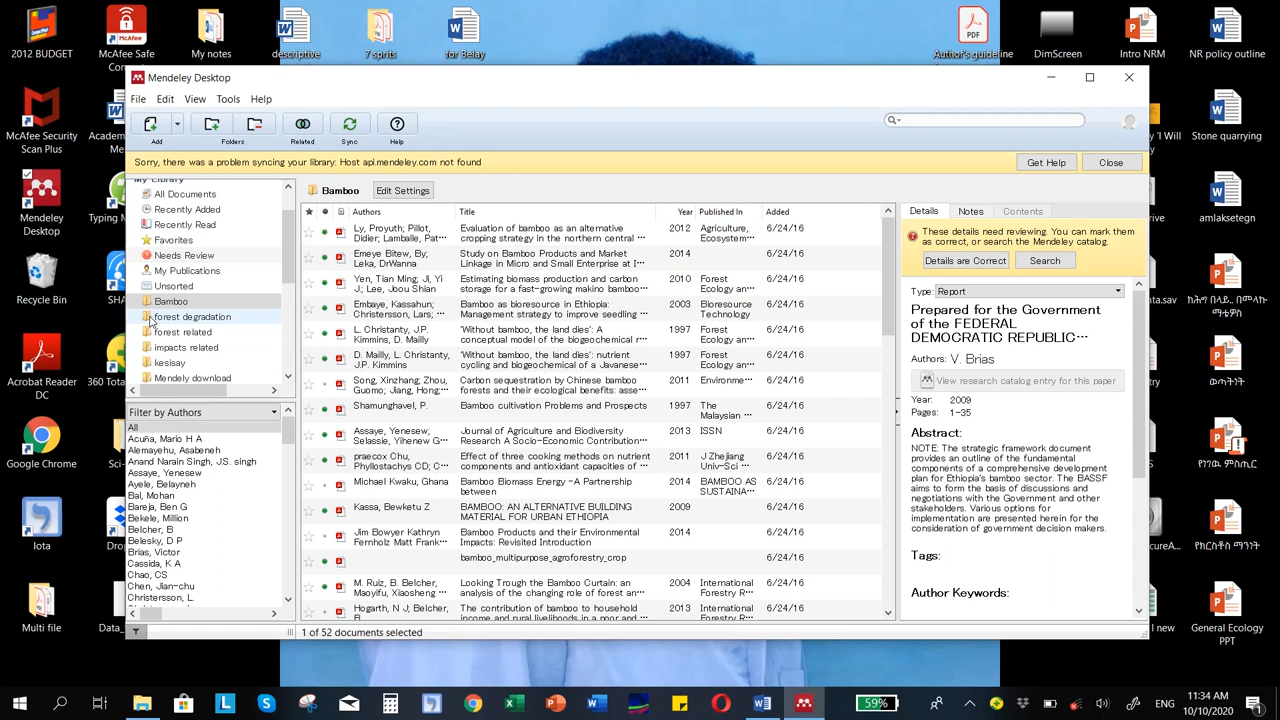 2012 BUDGET
McAfee Safe
Con...
My notes
descriptive
7 sprits
Belay
Author's guideline
DimScreen
Intro NRM
NR policy outline
McAfee Security
Scan Plus
Mendeley
Desktop
Recycle Bin
Acrobat Reader
DC
Google Chrome
Iota
Multi file
Stone quarrying
amlaksetegn
General Ecology
PPT
Mendeley Desktop
File Edit View Tools Help
Add Folders Related Sync Help
Sorry, there was a problem syncing your library: Host api.mendeley.com not found
Get Help Close
My Library
All Documents
Recently Added
Recently Read
Favorites
Needs Review
My Publications
Unsorted
Bamboo
forest degradation
forest related
impacts related
kesisay
Mendely download
Filter by Authors
All
Acuña, Mario H A
Alemayehu, Asabeneh
Anand Narain Singh, J.S. singh
Assaye, Yenesew
Ayele, Belayneh
Bal, Mohan
Bareja, Ben G
Bekele, Million
Belcher, B
Belesky, D P
Brias, Victor
Cassida, K A
Chao, CS
Chen, Jian-chu
Christersson, L.
Bamboo Edit Settings
Authors Title Year Published In Added
Ly, Proyuth; Pillot, Didier; Lamballe, Pat··· Evaluation of bamboo as an alternative cropping strategy in the northern central ··· 2012 Agriculture, Ecosystem··· 6/24/16
Emeye Bitew, By; Leka, DrWanna Study on Bamboo Products and Market Linkage in Micro and Small Enterprise at I··· 2014 6/24/16
Yen, Tian Ming, Ji, J; Lee, Jos Estimating biomass production and carbon storage for a fast-growing makino bamboo··· 2015 Forest Ecology··· 6/24/16
Embaye, Kassahun; Christersson, Lars··· Bamboo as bioresource in Ethiopia: Management strategy to improve seedling ··· 2003 Bioresource Technology 6/24/16
L. Christanty, J.P. Kimmins, D. Mailly 'Without bamboo, the land dies': A conceptual model of the biogeochemical ··· 1997 Forest Ecology··· 6/24/16
D. Mailly, L. Christanty, J.P. Kimmins 'Without bamboo, the land dies': nutrient cycling and biogeochemistry of a Javan··· 1997 Forest Ecology··· 6/24/16
Song, Xinzhang, Zhou, Guomo; Jiang, Hong; ··· Carbon sequestration by Chinese bamboo forests and their ecological benefits: asse··· 2011 Environme··· 6/24/16
Shamunghavel, P. Bamboo cultivation Problems and Prospects 1997 The Malaysian ··· 6/24/16
Assaye, Yenesew; Selassie, Yihenew G··· Journal of Agriculture and Biodiversity Research A Review on Economic Contribution··· 2013 ISSN 6/24/16
Praecox Chu, Phyllostachys CD; ··· Effect of three cooking methods on nutrient components and antioxidant capacities of ··· 2011 J Zhejiang Univ-Sci ··· 6/24/16
Bamboo Biomass Energy -A Partnership between 2014 BAMBOO AS SUSTAINA··· 6/24/16
Kassa, Bewketu Z BAMBOO: AN ALTERNATIVE BUILDING MATERIAL FOR URBAN ETHIOPIA 2009 6/24/16
Jim Bowyer Kathryn Fernholz Matt Frank··· Bamboo Products and their Environmental Impacts: Revisited Introduction 2014 6/24/16
bamboo_multipurpose_agroforestry_crop 6/24/16
M. Ruiz, B. Belcher, Maoyifu, Xiaoshen··· Looking Trough the Bamboo Curtain: an analysis of the changing role of forest an··· 2004 International Forest··· 6/24/16
Hogarth, N J; Belcher, The contribution of bamboo to household income and rural livelihoods in a poor and ··· 2013 International Forest··· 6/24/16
1 of 52 documents selected
Details Notes Contents
These details need reviewing. You can mark them
as correct, or search the Mendeley catalog.
Details are Correct Search
Type: Report
Prepared for the Government
of the FEDERAL
DEMOCRATIC REPUBLIC···
Authors: V Brias
View research catalog entry for this paper
Year: 2009
Pages: 1-35
Abstract:
NOTE: The strategic framework document
provides an outline of the fundamental
components of a comprehensive development
plan for Ethiopia's bamboo sector. The BASSF
aims to form the basis of discussions and
negotiations with the Government and other
stakeholders. Various options for
implementation are presented herein for the
consideration of government decision makers.
Tags:
Author Keywords:
59% ENG 11:34 AM
10/10/2020